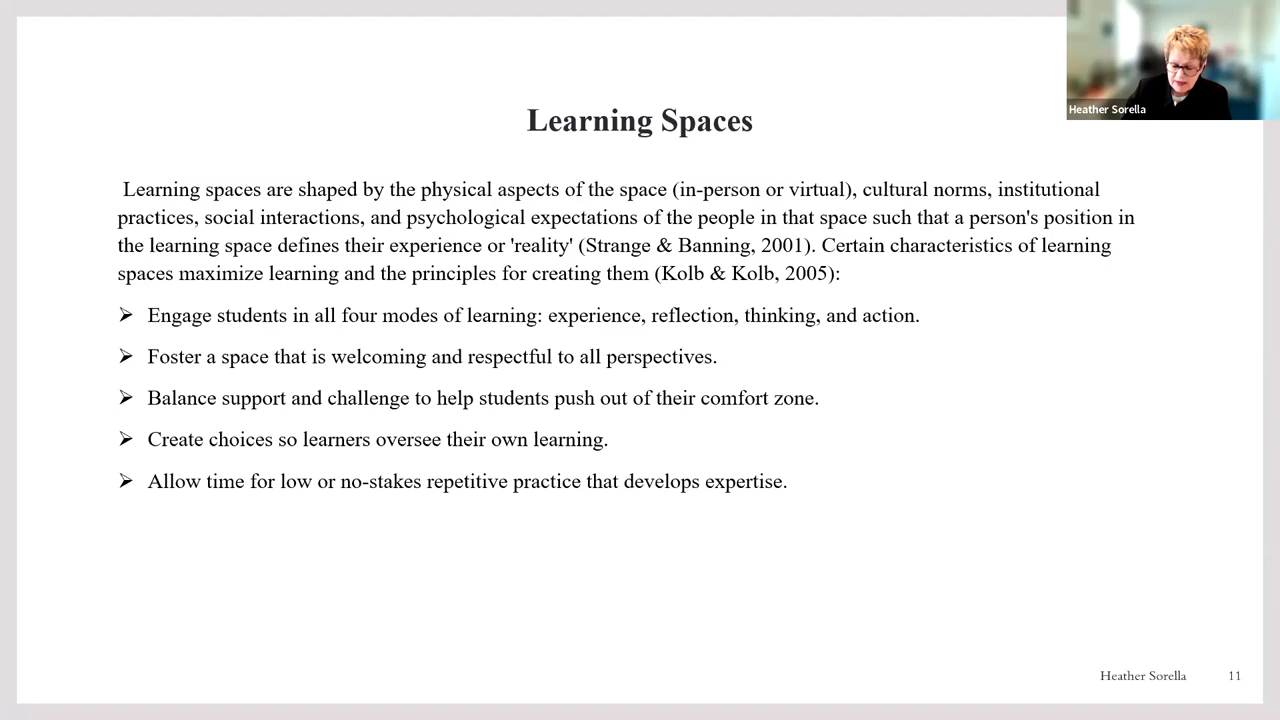 Heather Sorella
Learning Spaces
Learning spaces are shaped by the physical aspects of the space (in-person or virtual), cultural norms, institutional
practices, social interactions, and psychological expectations of the people in that space such that a person's position in
the learning space defines their experience or 'reality' (Strange & Banning, 2001). Certain characteristics of learning
spaces maximize learning and the principles for creating them (Kolb & Kolb, 2005):
➢ Engage students in all four modes of learning: experience, reflection, thinking, and action.
➢ Foster a space that is welcoming and respectful to all perspectives.
➢ Balance support and challenge to help students push out of their comfort zone.
➢ Create choices so learners oversee their own learning.
➢ Allow time for low or no-stakes repetitive practice that develops expertise.
Heather Sorella 11